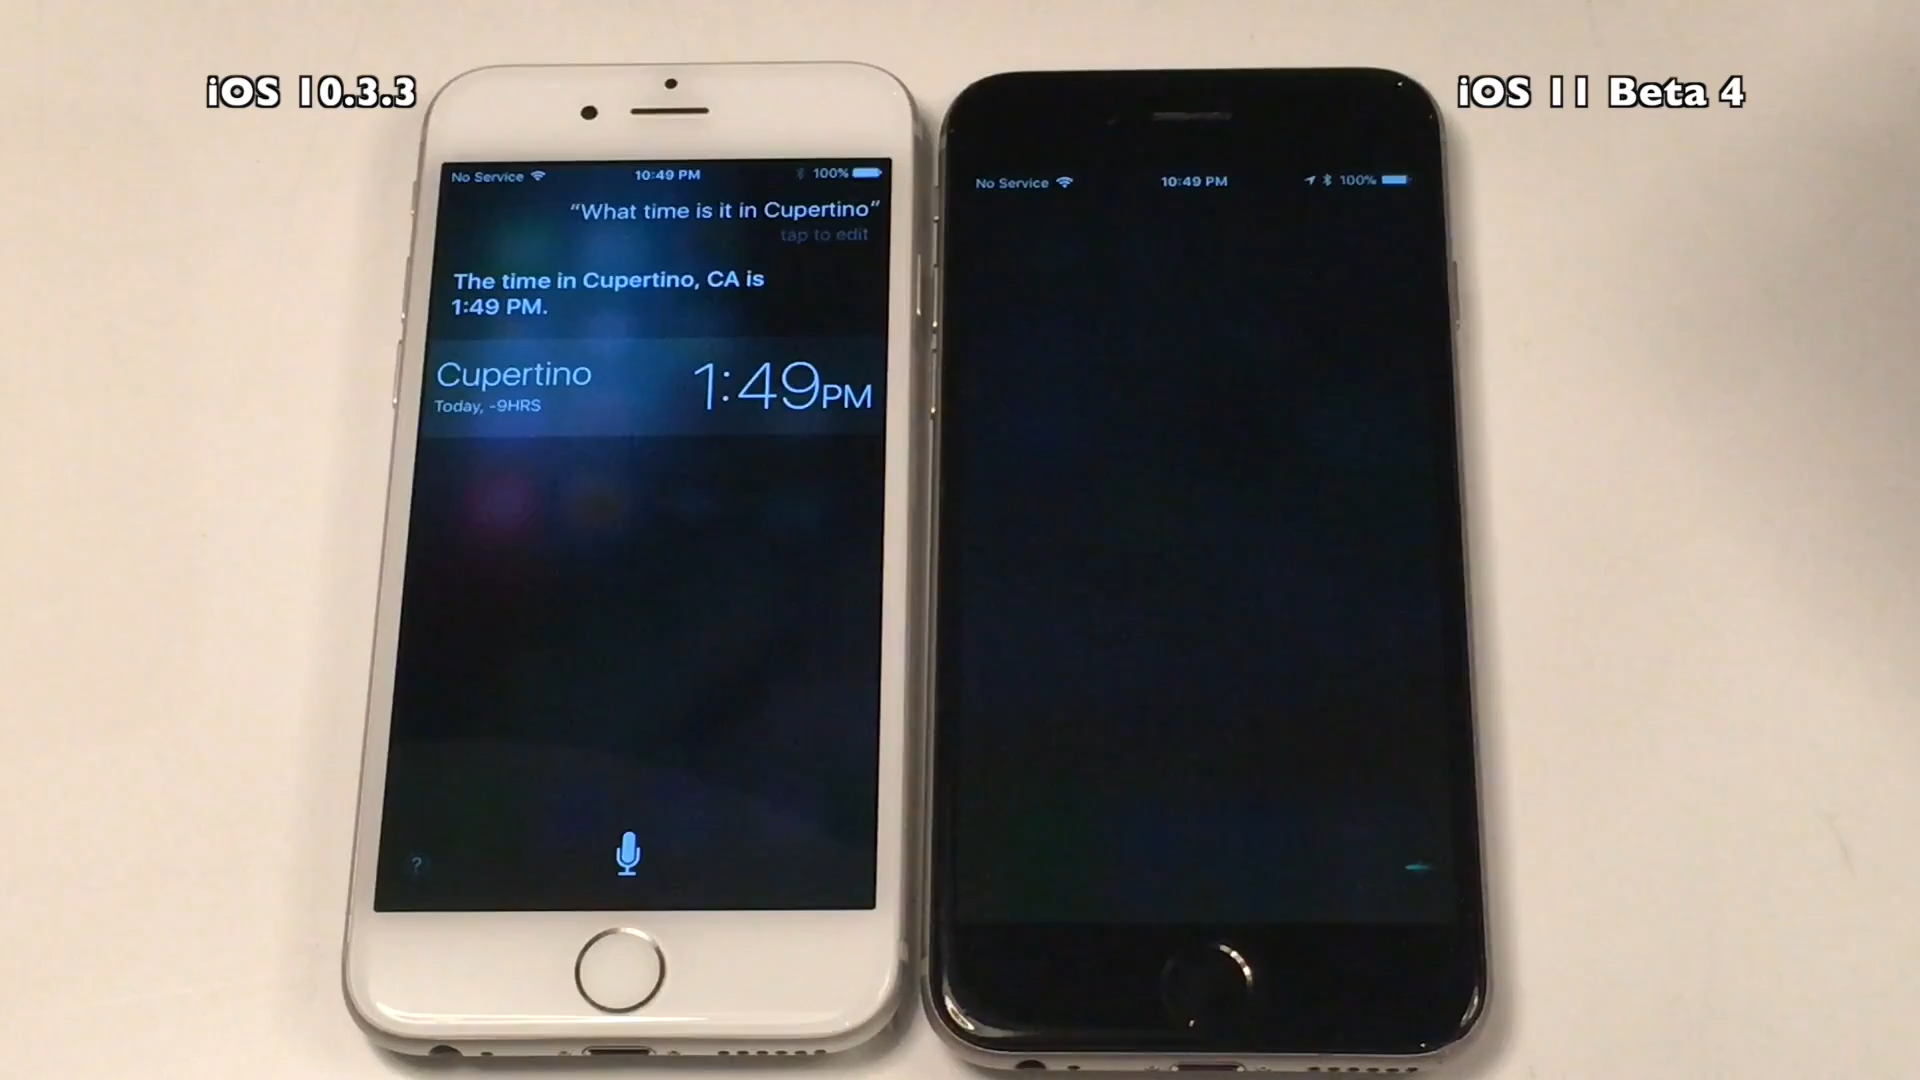 iOS 10.3.3
iOS 11 Beta 4
No Service 10:49 PM 100%
“What time is it in Cupertino”
tap to edit
The time in Cupertino, CA is
1:49 PM.
Cupertino 1:49PM
Today, -9HRS
?
No Service 10:49 PM 100%